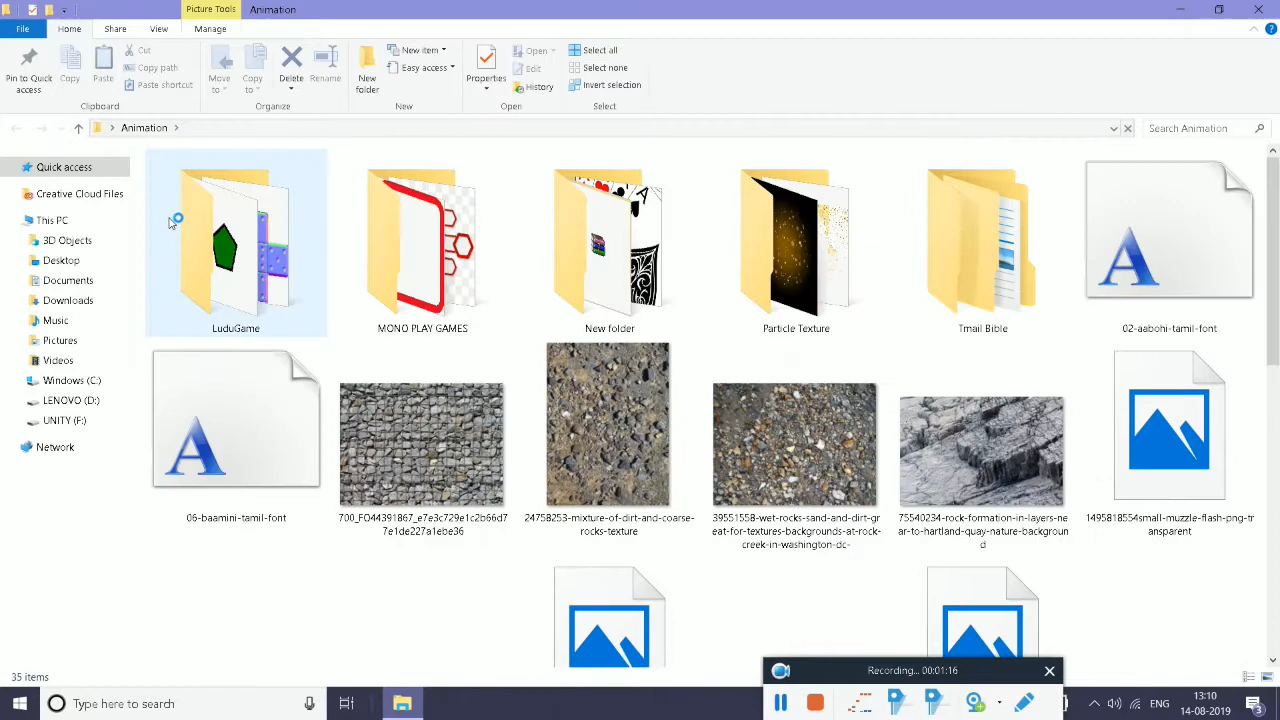 Picture Tools
Animation
File
Home
Share
View
Manage
Pin to Quick
access
Copy
Paste
Cut
Copy path
Paste shortcut
Clipboard
Move
to
Copy
to
Delete
Rename
Organize
New
folder
New item
Easy access
New
Properties
Open
Edit
History
Open
Select all
Select none
Invert selection
Select
Animation
Search Animation
Quick access
Creative Cloud Files
This PC
3D Objects
Desktop
Documents
Downloads
Music
Pictures
Videos
Windows (C:)
LENOVO (D:)
UNITY (F:)
Network
LuduGame
MONO PLAY GAMES
New folder
Particle Texture
Tmail Bible
02-aabohi-tamil-font
06-baamini-tamil-font
700_FO44391867_e7e3c729e1c2b66d7
7e1de227a1ebe36
24758253-mixture-of-dirt-and-coarse-
rocks-texture
39551558-wet-rocks-sand-and-dirt-gr
eat-for-textures-backgrounds-at-rock
-creek-in-washington-dc-
75540234-rock-formation-in-layers-ne
ar-to-hartland-quay-nature-backgroun
d
1495818554small-muzzle-flash-png-tr
ansparent
35 items
Recording... 00:01:16
Type here to search
ENG
13:10
14-08-2019
3